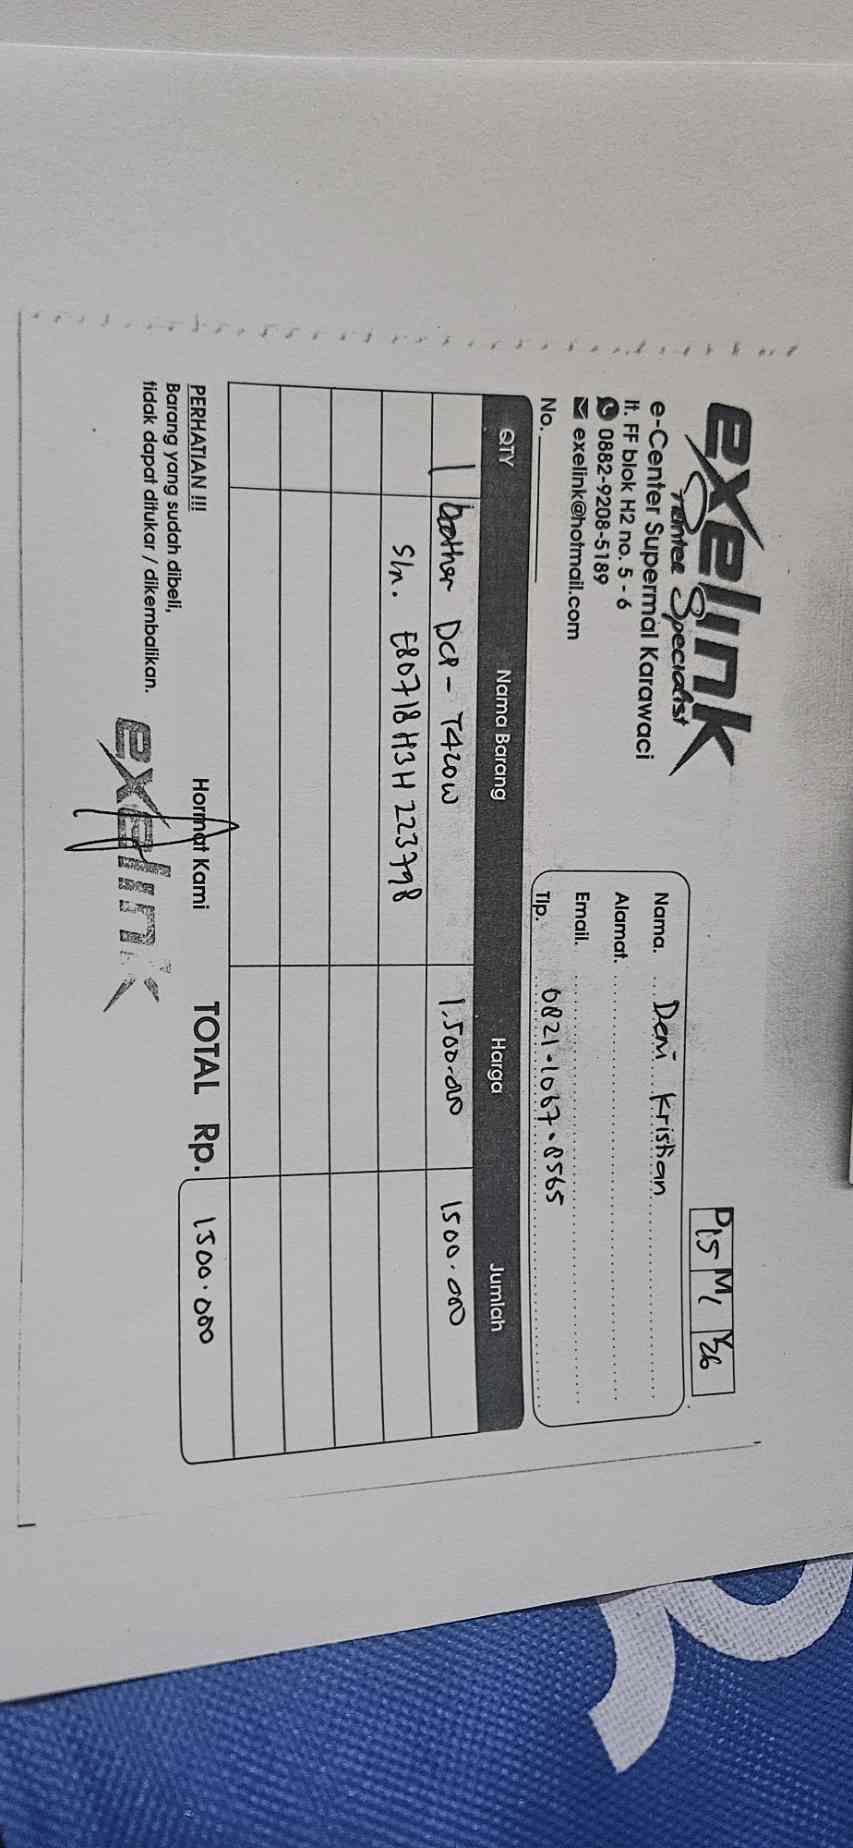 exelink
Printer Specialist
e-Center Supermal Karawaci
lt. FF blok H2 no. 5 - 6
0882-9208-5189
exelink@hotmail.com
No.
D 15 M 1 Y 26
Nama. Deni Kristian
Alamat.
Email.
Tlp. 0821-1067-8565
QTY Nama Barang Harga Jumlah
1 brother DCP - T420W 1.500.000 1500.000
S/n. E80718H3H223798
PERHATIAN !!!
Barang yang sudah dibeli,
tidak dapat ditukar / dikembalikan.
Hormat Kami
exelink
TOTAL Rp. 1500.000